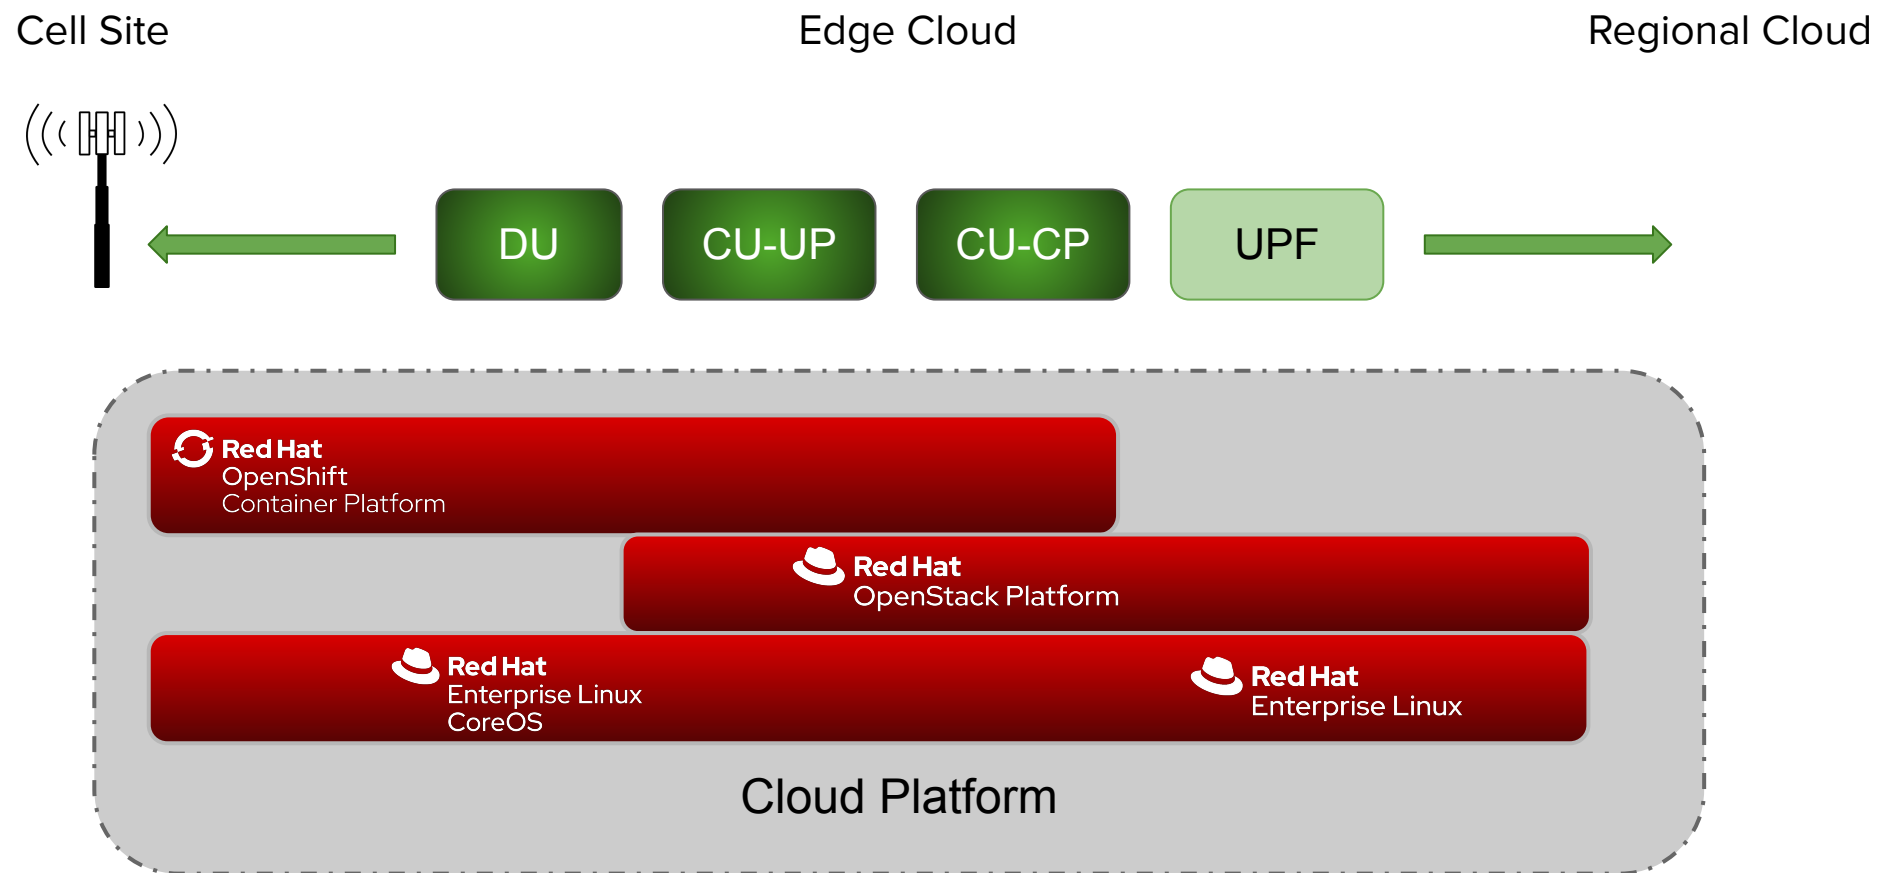 Cell Site
Edge Cloud
Regional Cloud
DU
CU-UP
CU-CP
UPF
Red Hat
OpenShift
Container Platform
Red Hat
OpenStack Platform
Red Hat
Enterprise Linux
CoreOS
Red Hat
Enterprise Linux
Cloud Platform